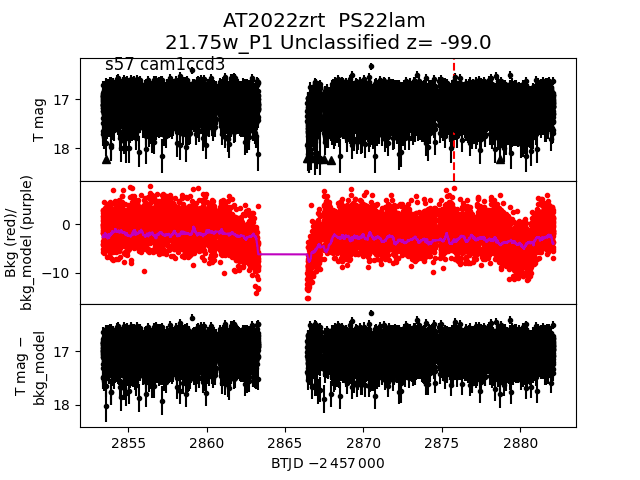 AT2022zrt  PS22lam
21.75w_P1 Unclassified z= -99.0
s57 cam1ccd3
T mag
17
18
Bkg (red)/
bkg_model (purple)
0
−10
T mag −
bkg_model
17
18
2855 2860 2865 2870 2875 2880
BTJD −2 457 000